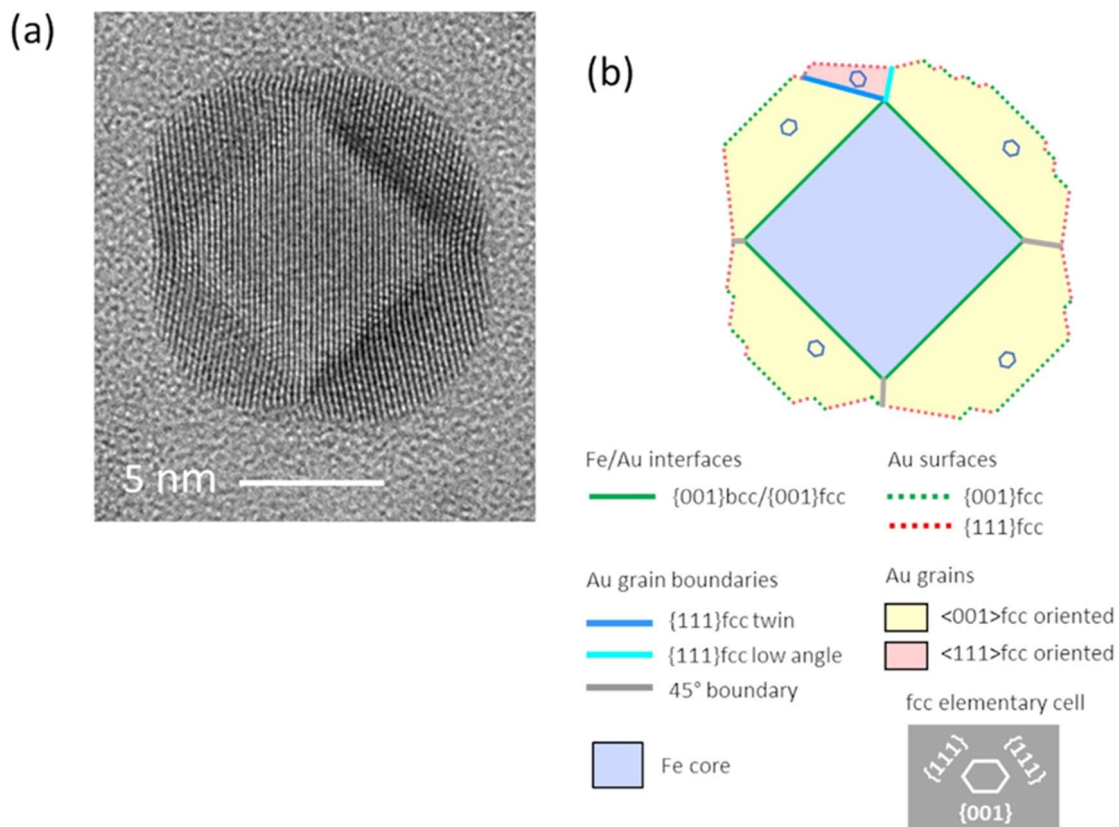 (a)
5 nm
(b)
Fe/Au interfaces
{001}bcc/{001}fcc
Au surfaces
{001}fcc
{111}fcc
Au grain boundaries
{111}fcc twin
{111}fcc low angle
45° boundary
Au grains
<001>fcc oriented
<111>fcc oriented
Fe core
fcc elementary cell
{111} {111}
{001}